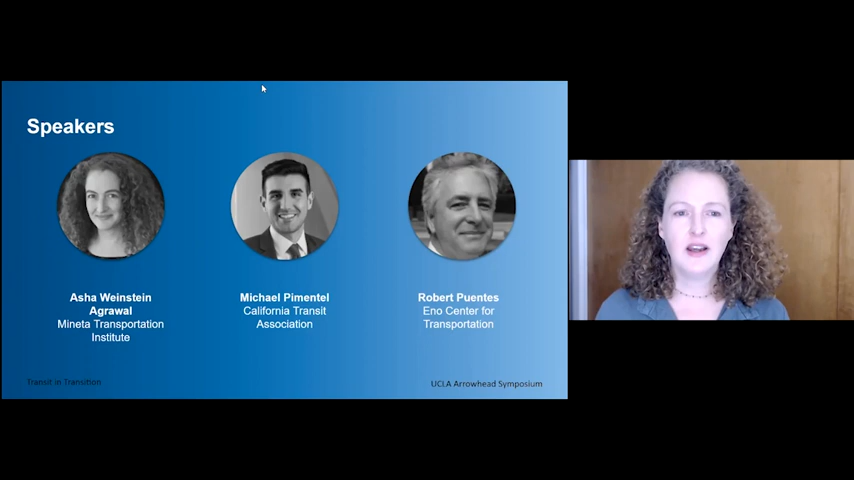 Speakers
Asha Weinstein
Agrawal
Mineta Transportation
Institute
Michael Pimentel
California Transit
Association
Robert Puentes
Eno Center for
Transportation
Transit in Transition
UCLA Arrowhead Symposium